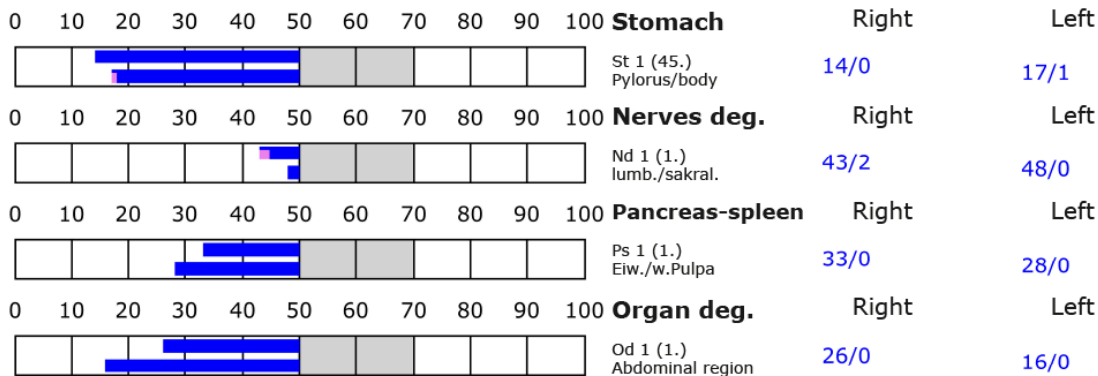 0 10 20 30 40 50 60 70 80 90 100 Stomach Right Left
St 1 (45.) 14/0 17/1
Pylorus/body
0 10 20 30 40 50 60 70 80 90 100 Nerves deg. Right Left
Nd 1 (1.) 43/2 48/0
lumb./sakral.
0 10 20 30 40 50 60 70 80 90 100 Pancreas-spleen Right Left
Ps 1 (1.) 33/0 28/0
Eiw./w.Pulpa
0 10 20 30 40 50 60 70 80 90 100 Organ deg. Right Left
Od 1 (1.) 26/0 16/0
Abdominal region